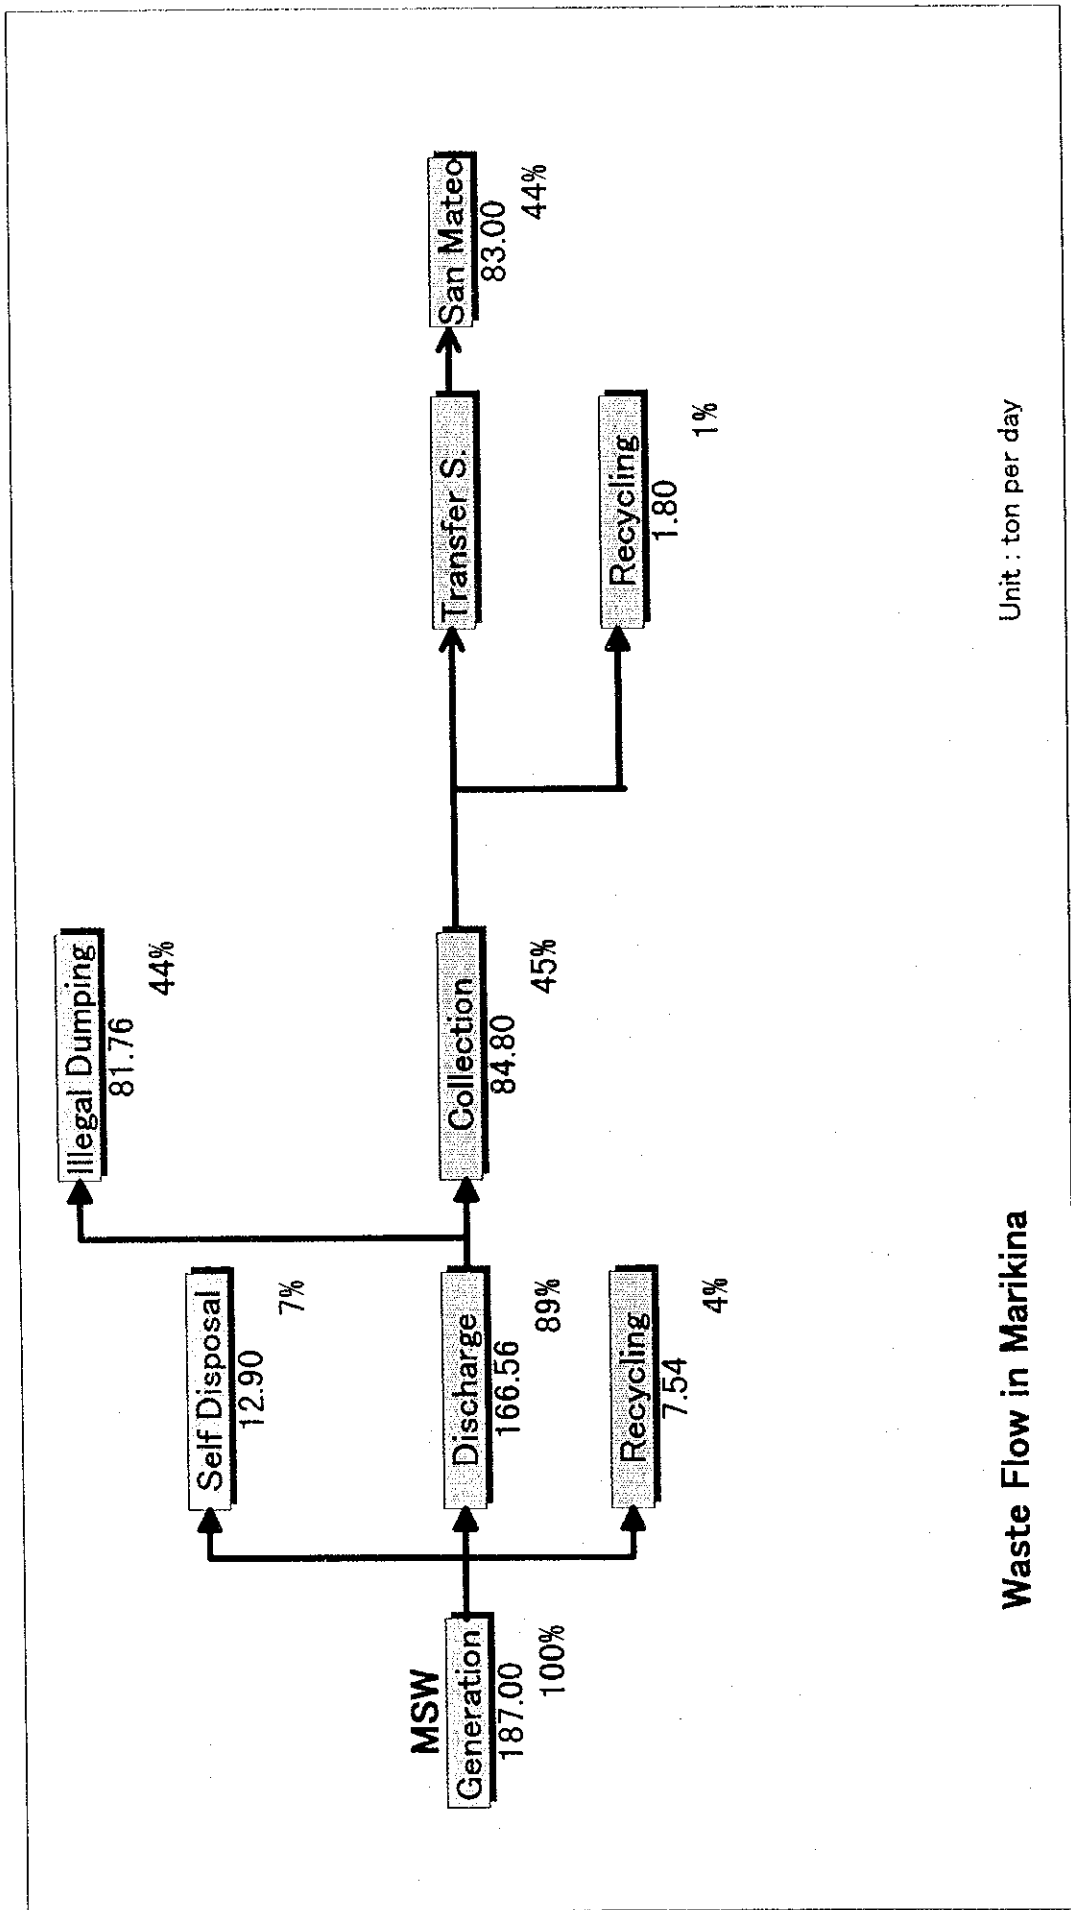 MSW
Generation
187.00
100%
Self Disposal
12.90
7%
Discharge
166.56
89%
Recycling
7.54
4%
Illegal Dumping
81.76
44%
Collection
84.80
45%
Transfer S.
Recycling
1.80
1%
San Mateo
83.00
44%
Waste Flow in Marikina
Unit : ton per day